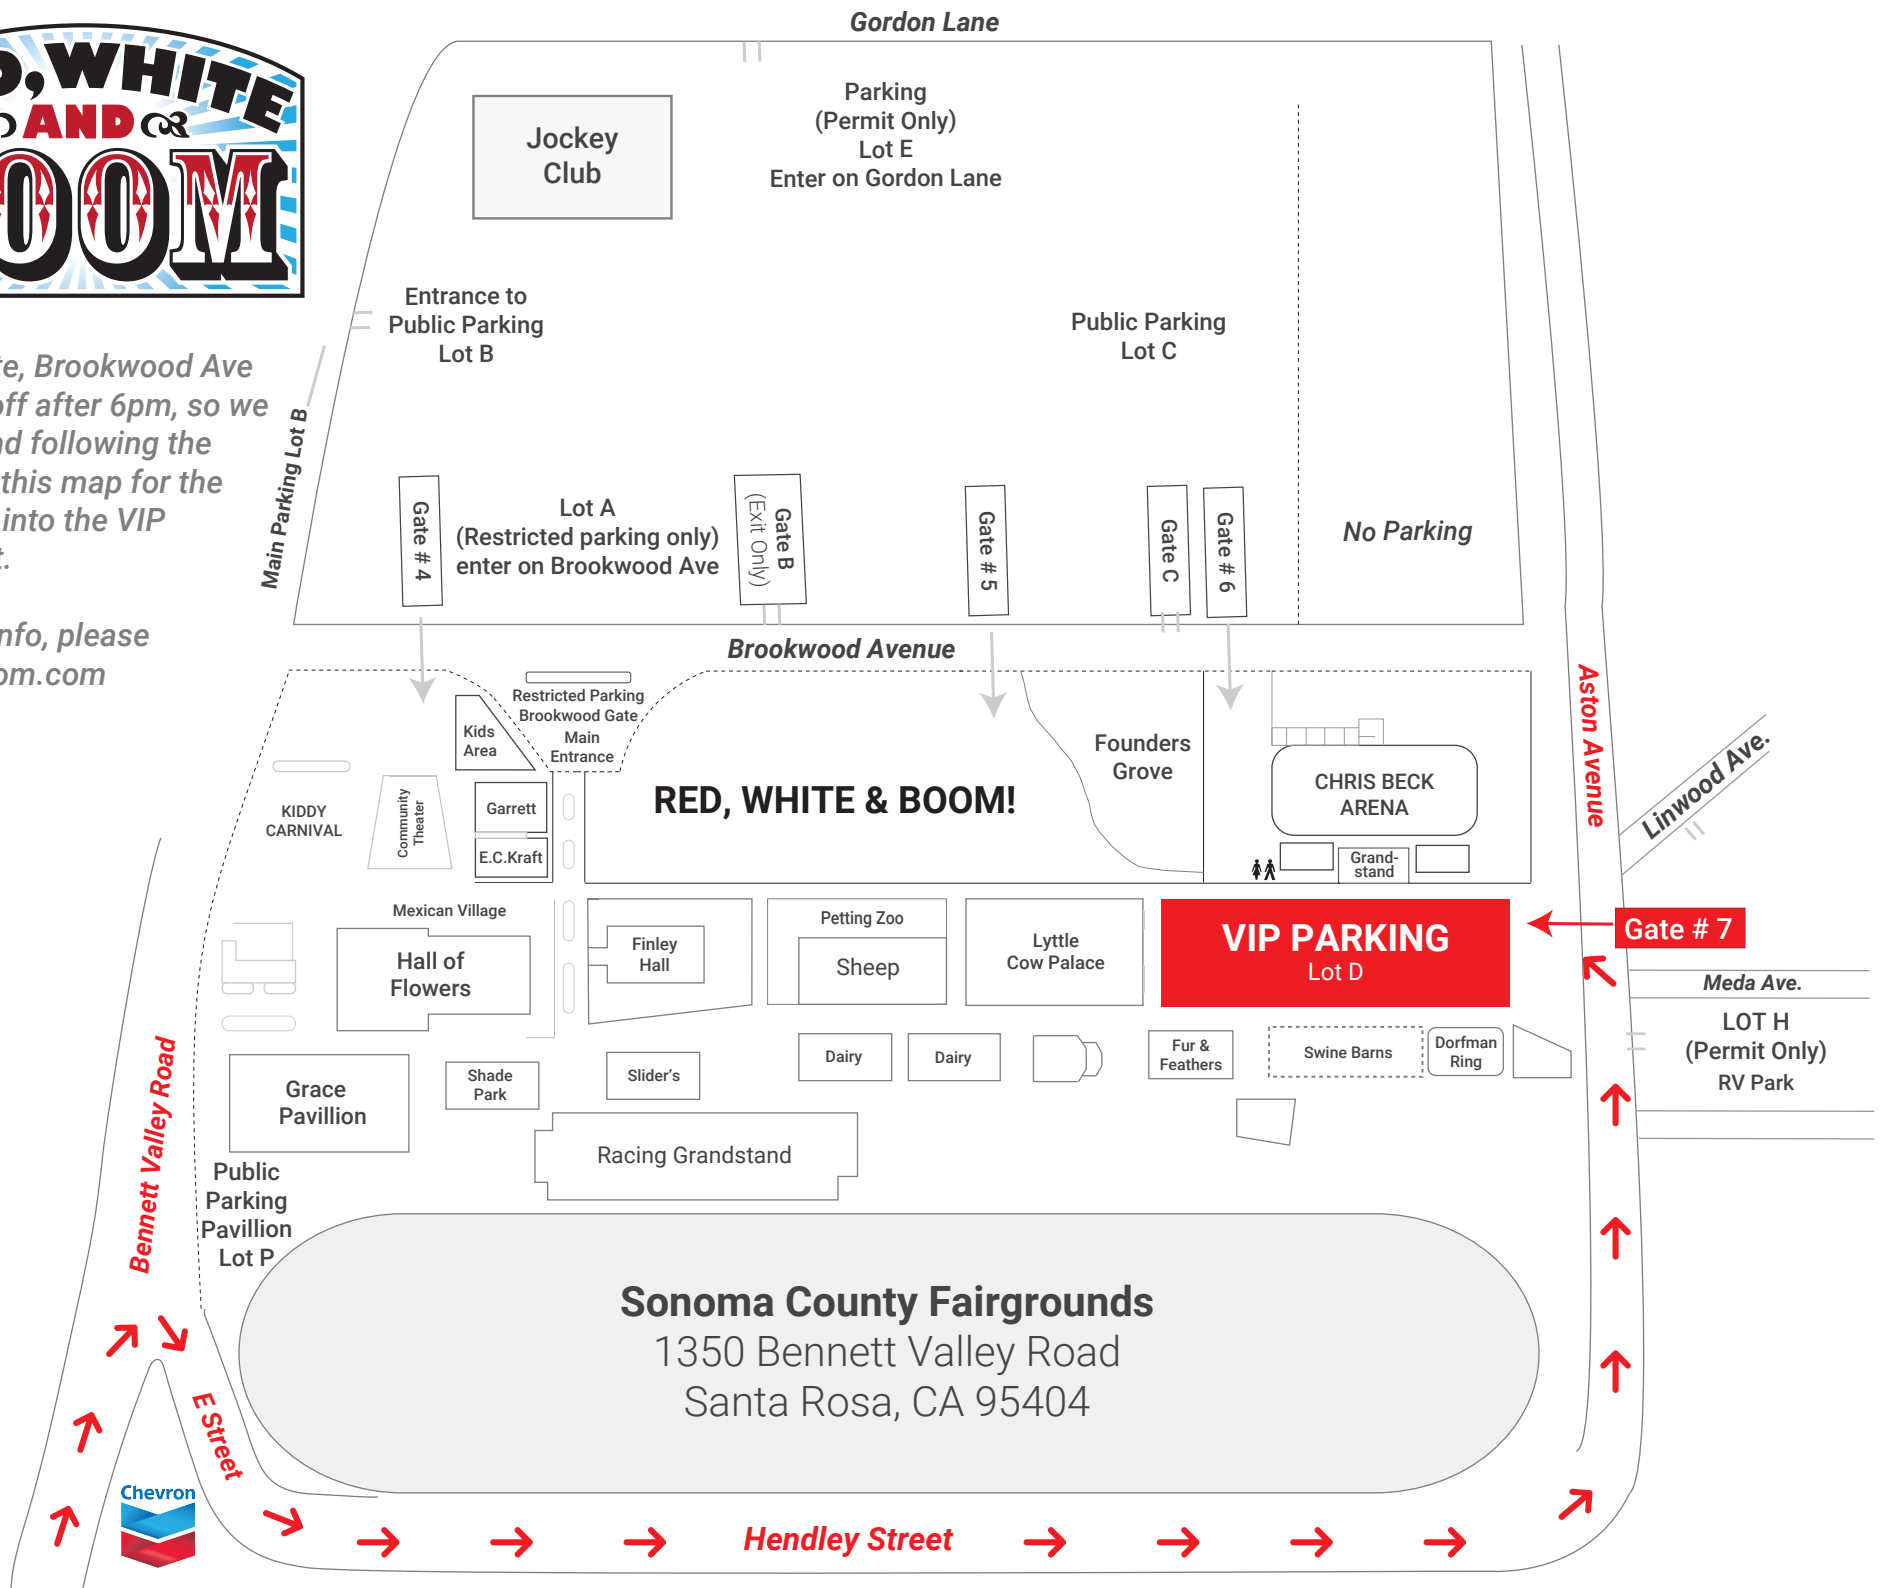 Gordon Lane
WHITE
AND
OOM
Jockey
Club
Parking
(Permit Only)
Lot E
Enter on Gordon Lane
Entrance to
Public Parking
Lot B
Public Parking
Lot C
Brookwood Ave
off after 6pm, so we
following the
this map for the
into the VIP
please
Main Parking Lot B
Gate # 4
Lot A
(Restricted parking only)
enter on Brookwood Ave
Gate B
(Exit Only)
Gate # 5
Gate C
Gate # 6
No Parking
Brookwood Avenue
Restricted Parking
Brookwood Gate
Main
Entrance
Kids
Area
KIDDY
CARNIVAL
Community
Theater
Garrett
E.C.Kraft
RED, WHITE & BOOM!
Founders
Grove
CHRIS BECK
ARENA
Grand-
stand
Aston Avenue
Linwood Ave.
Mexican Village
Hall of
Flowers
Finley
Hall
Petting Zoo
Sheep
Lyttle
Cow Palace
VIP PARKING
Lot D
Gate # 7
Meda Ave.
LOT H
(Permit Only)
RV Park
Bennett Valley Road
Grace
Pavillion
Shade
Park
Slider's
Dairy
Dairy
Fur &
Feathers
Swine Barns
Dorfman
Ring
Racing Grandstand
Public
Parking
Pavillion
Lot P
Sonoma County Fairgrounds
1350 Bennett Valley Road
Santa Rosa, CA 95404
E Street
Chevron
Hendley Street